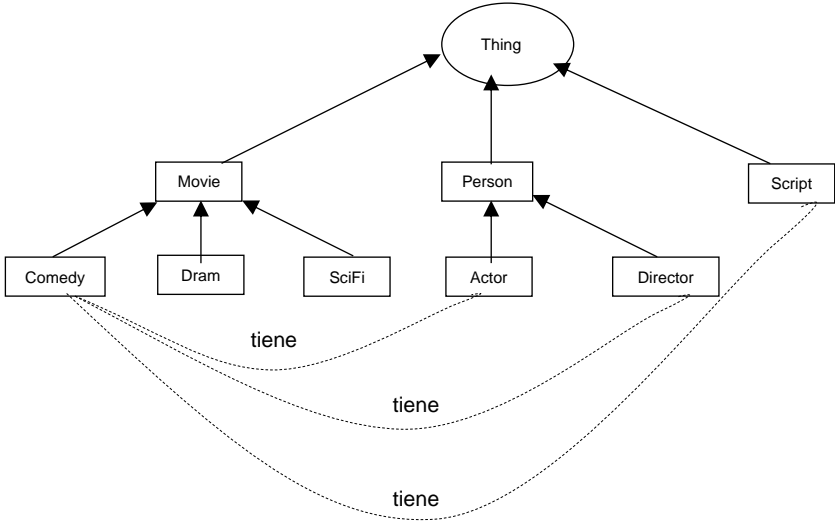 Thing
Movie
Person
Script
Comedy
Dram
SciFi
Actor
Director
tiene
tiene
tiene